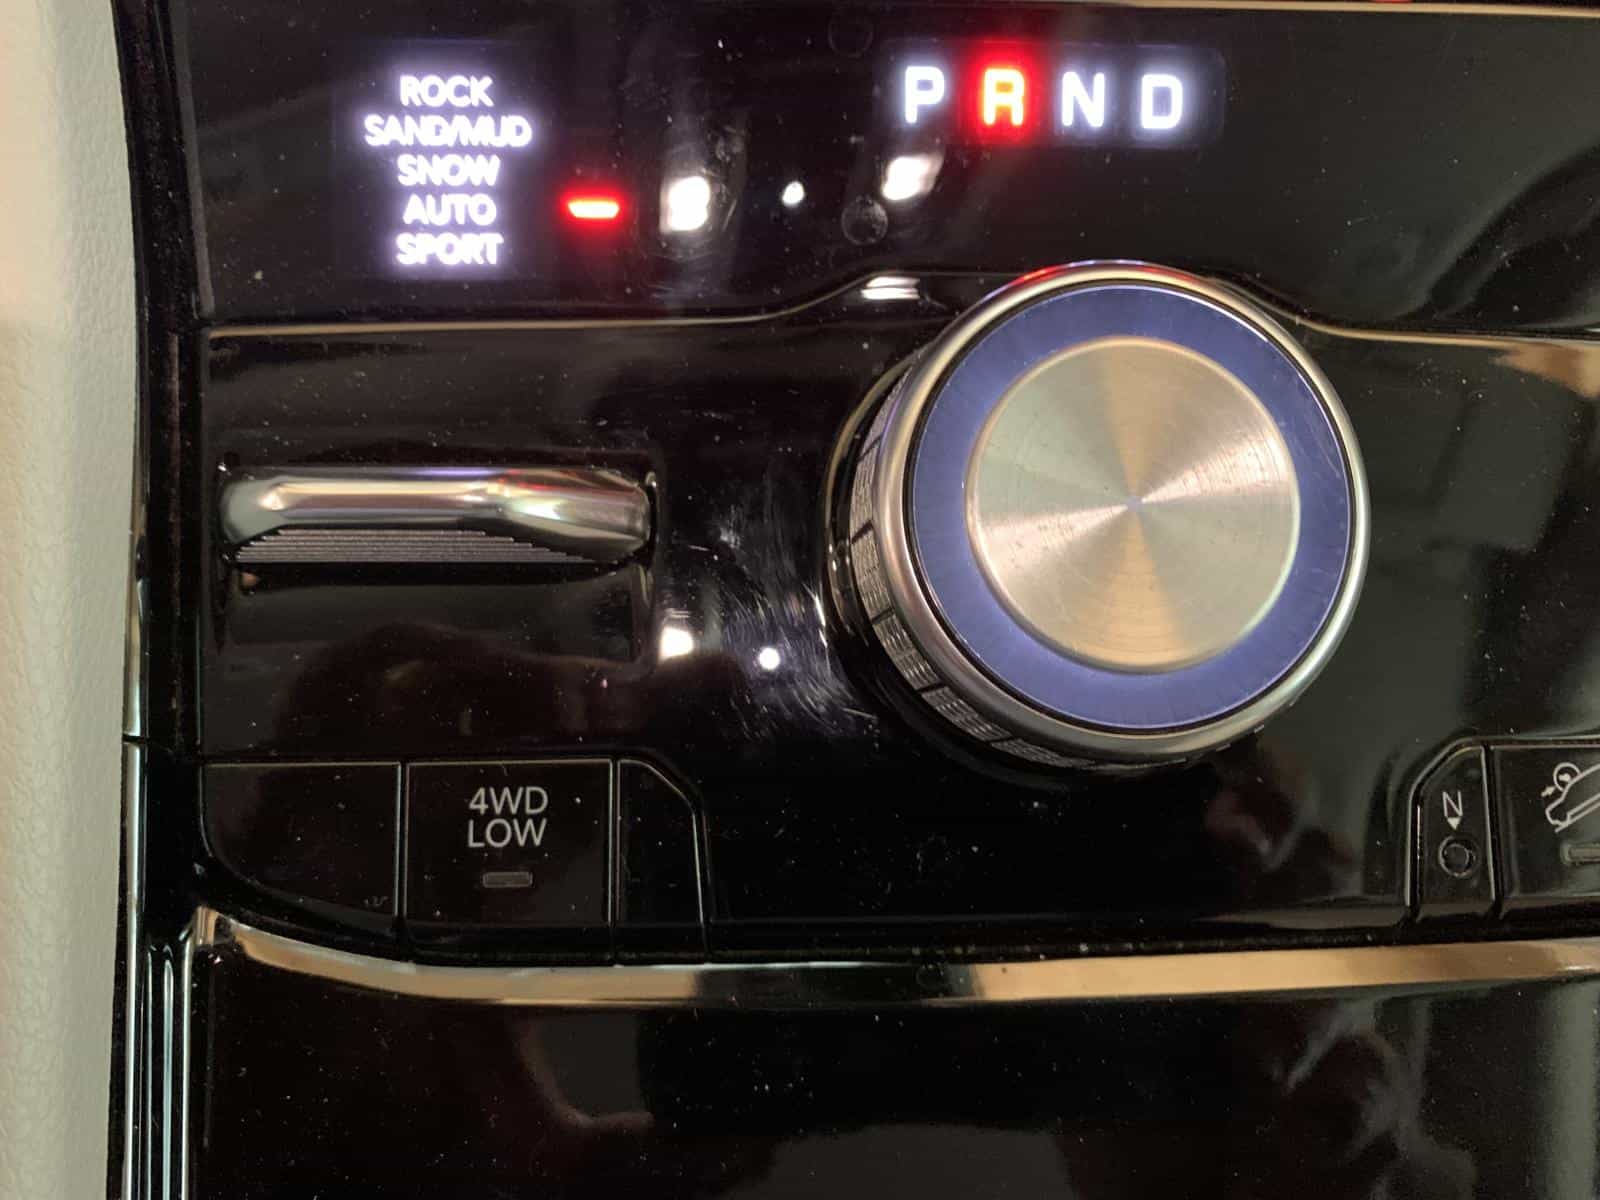 ROCK
SAND/MUD
SNOW
AUTO
SPORT
P R N D
4WD
LOW
N